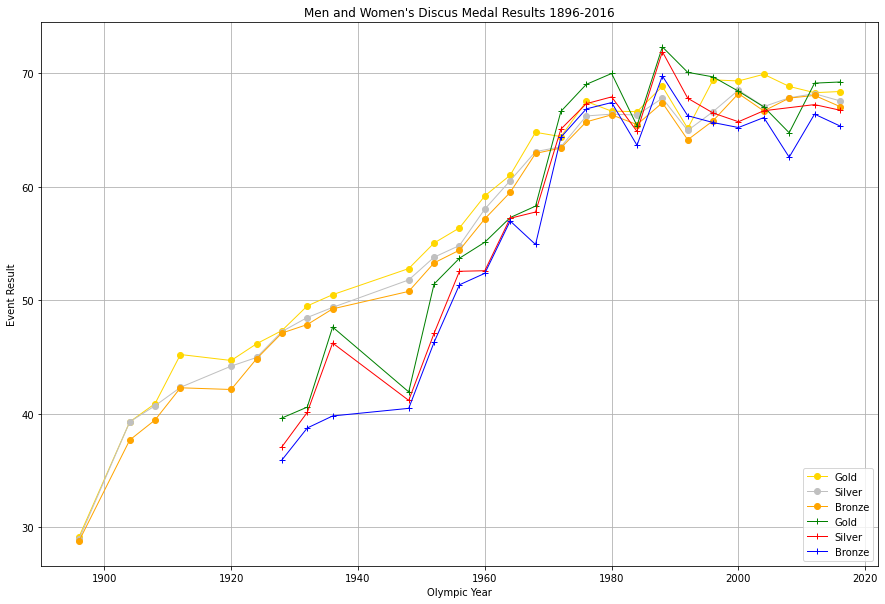 Men and Women's Discus Medal Results 1896-2016
Event Result
70
60
50
40
30
1900
1920
1940
1960
1980
2000
2020
Olympic Year
Gold
Silver
Bronze
Gold
Silver
Bronze